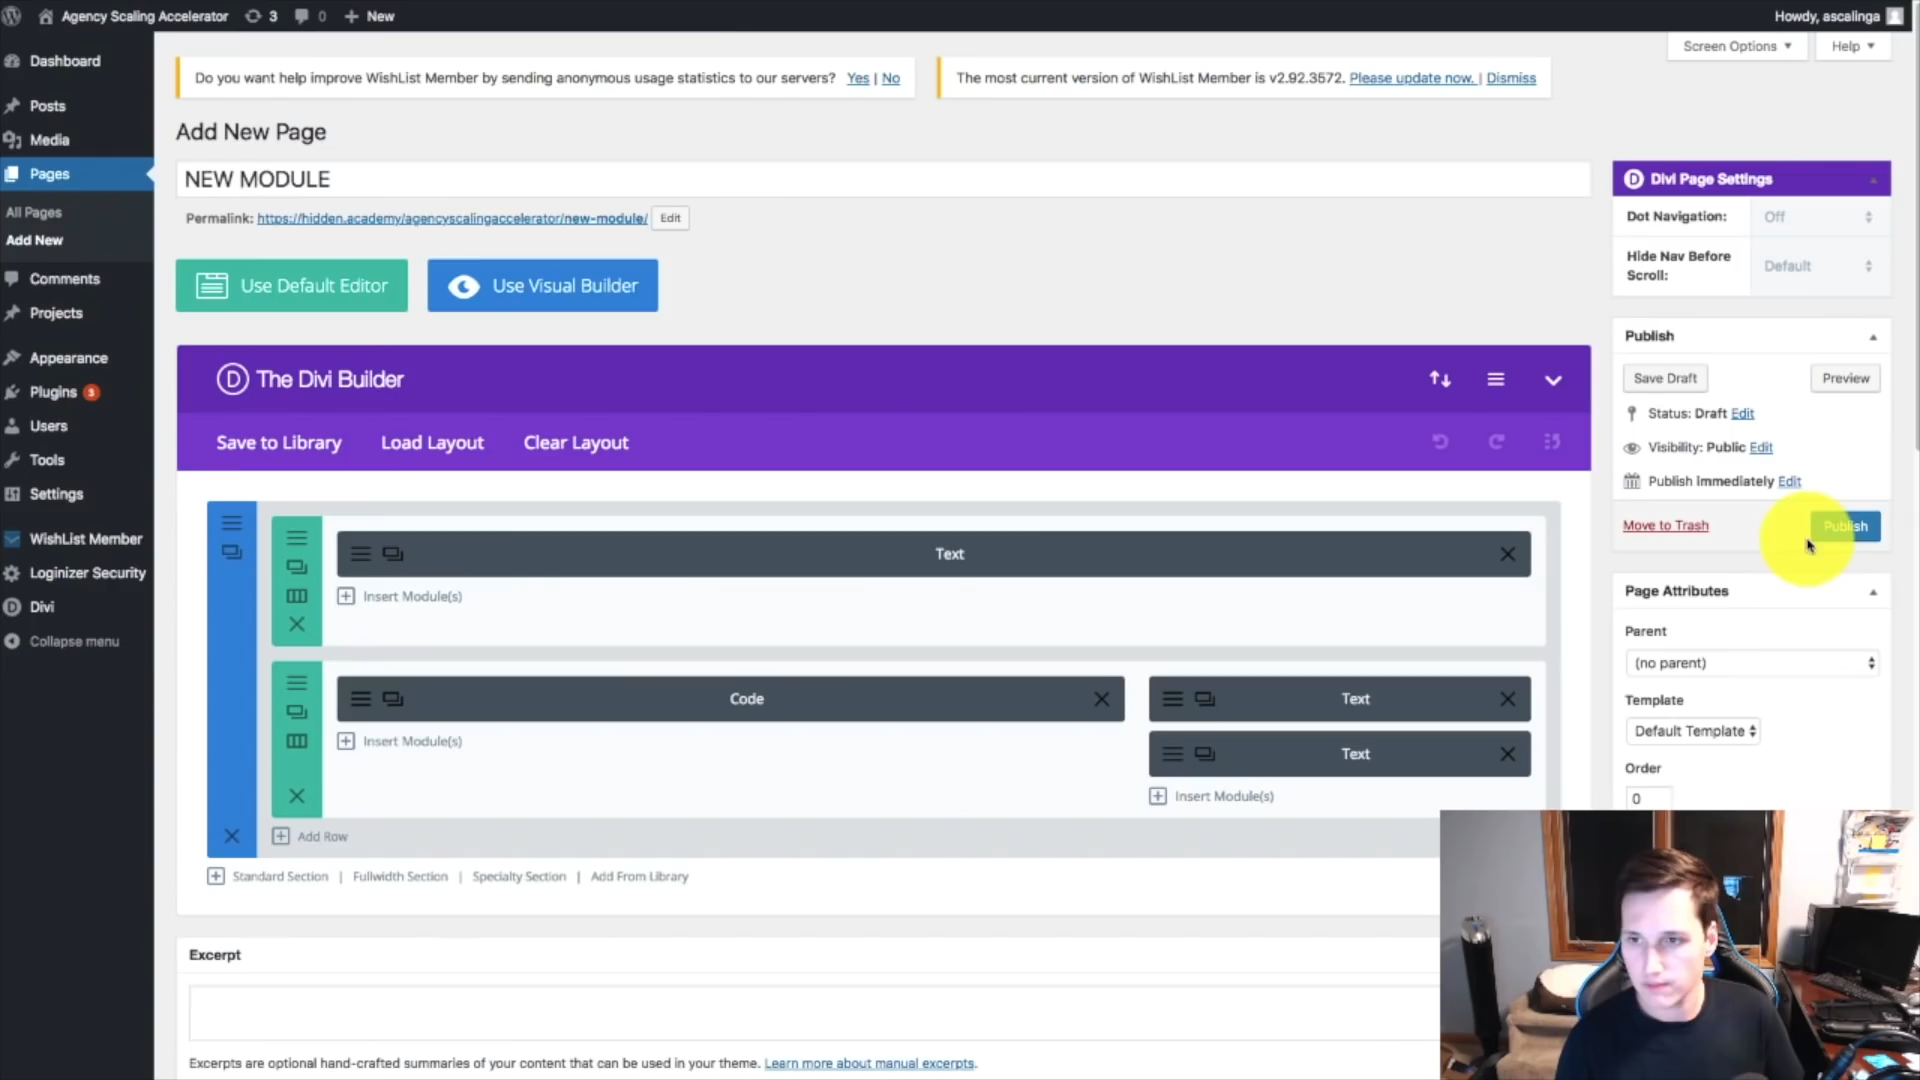 Agency Scaling Accelerator 3 0 New Howdy, ascalinga
Screen Options Help
Dashboard
Posts
Media
Pages
All Pages
Add New
Comments
Projects
Appearance
Plugins 3
Users
Tools
Settings
WishList Member
Loginizer Security
Divi
Collapse menu
Do you want help improve WishList Member by sending anonymous usage statistics to our servers? Yes | No
The most current version of WishList Member is v2.92.3572. Please update now. | Dismiss
Add New Page
NEW MODULE
Permalink: https://hidden.academy/agencyscalingaccelerator/new-module/ Edit
Use Default Editor Use Visual Builder
The Divi Builder
Save to Library Load Layout Clear Layout
Text
Insert Module(s)
Code
Insert Module(s)
Text
Text
Insert Module(s)
Add Row
Standard Section | Fullwidth Section | Specialty Section | Add From Library
Excerpt
Excerpts are optional hand-crafted summaries of your content that can be used in your theme. Learn more about manual excerpts.
Divi Page Settings
Dot Navigation: Off
Hide Nav Before
Scroll:
Default
Publish
Save Draft Preview
Status: Draft Edit
Visibility: Public Edit
Publish Immediately Edit
Move to Trash Publish
Page Attributes
Parent
(no parent)
Template
Default Template
Order
0